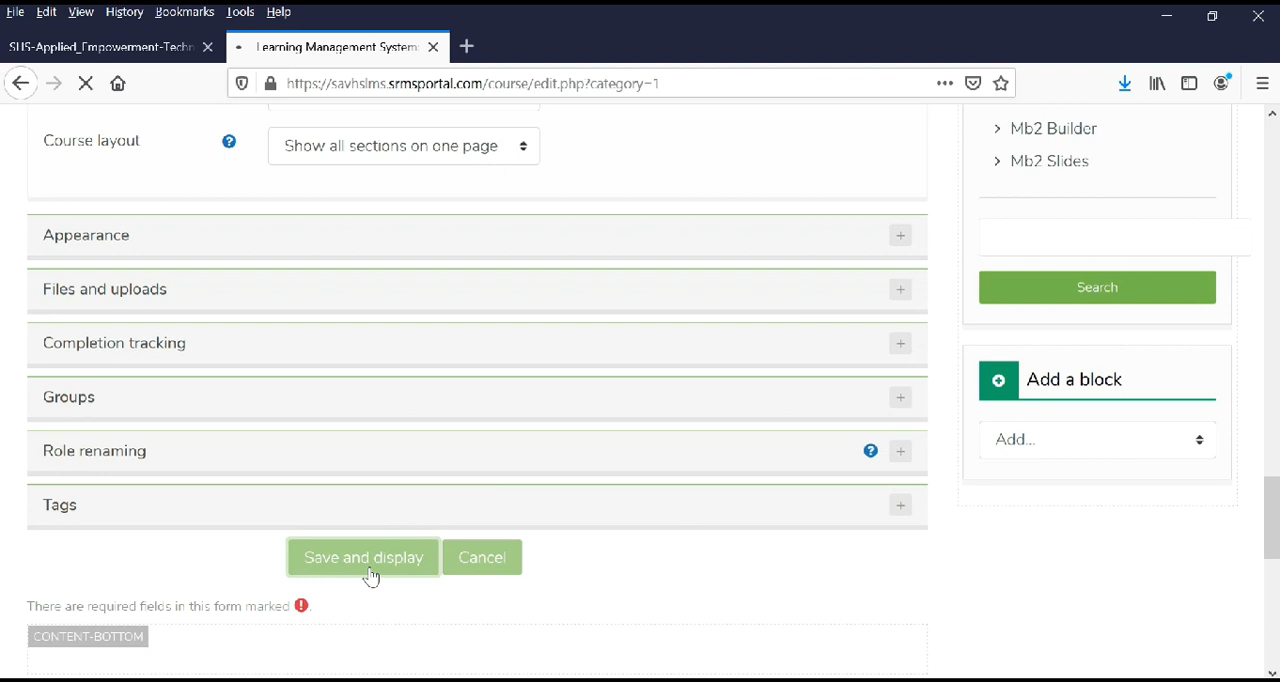 File Edit View History Bookmarks Tools Help
SHS-Applied_Empowerment-Techn
Learning Management System:
https://savhslms.srmsportal.com/course/edit.php?category=1
Course layout
Show all sections on one page
Appearance
Files and uploads
Completion tracking
Groups
Role renaming
Tags
Save and display Cancel
There are required fields in this form marked
CONTENT-BOTTOM
Mb2 Builder
Mb2 Slides
Search
Add a block
Add...